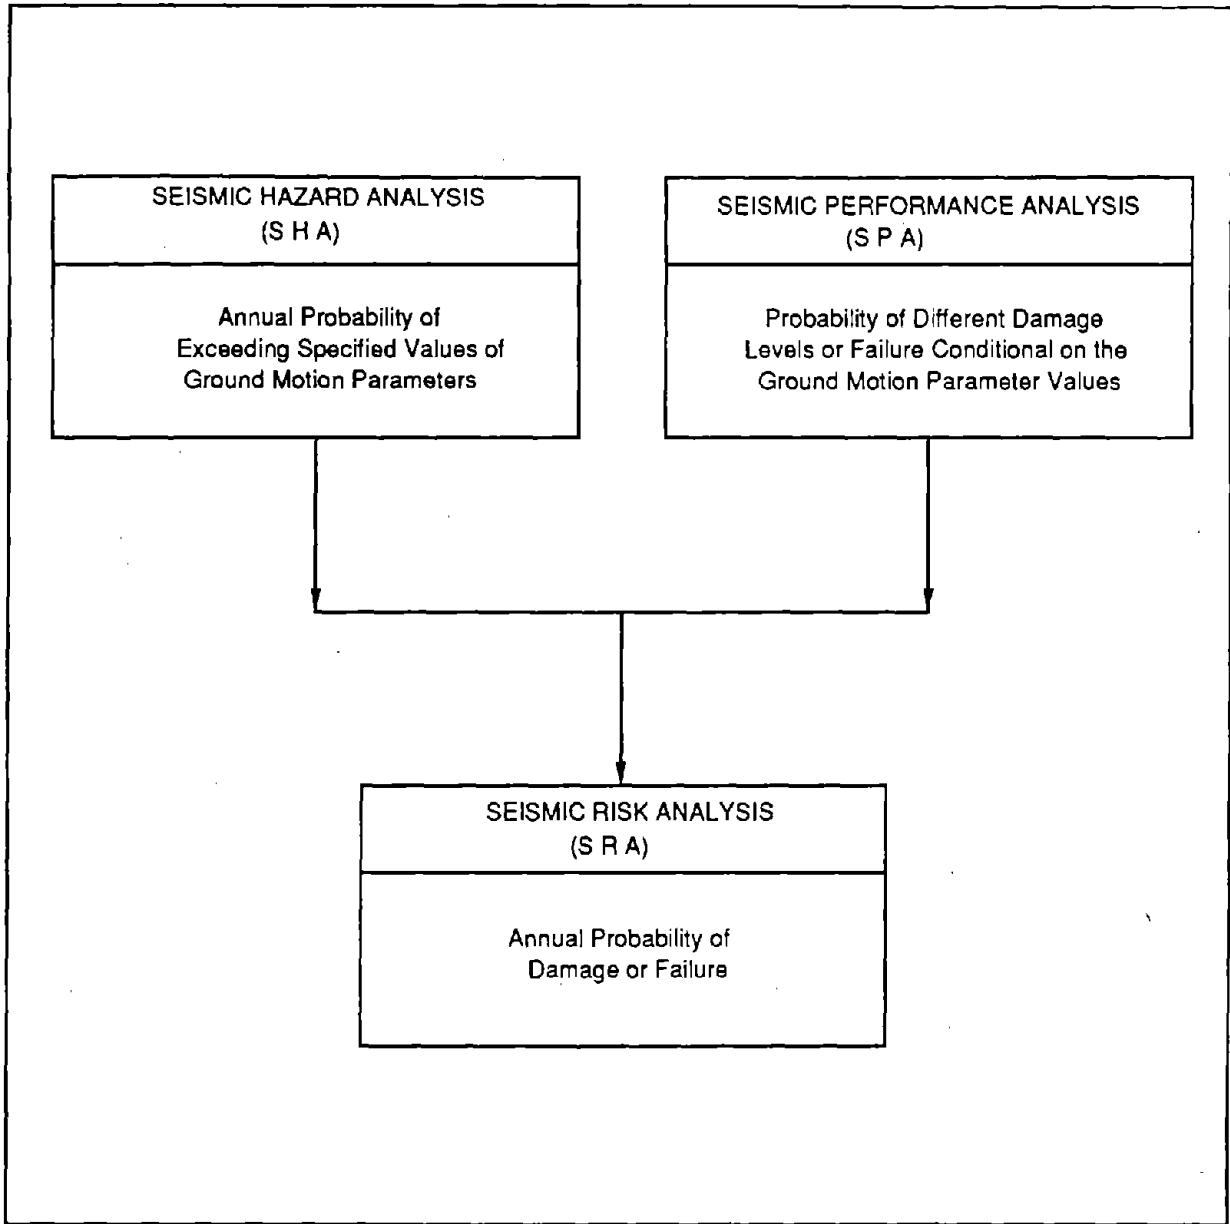 SEISMIC HAZARD ANALYSIS
(S H A)
Annual Probability of
Exceeding Specified Values of
Ground Motion Parameters
SEISMIC PERFORMANCE ANALYSIS
(S P A)
Probability of Different Damage
Levels or Failure Conditional on the
Ground Motion Parameter Values
SEISMIC RISK ANALYSIS
(S R A)
Annual Probability of
Damage or Failure